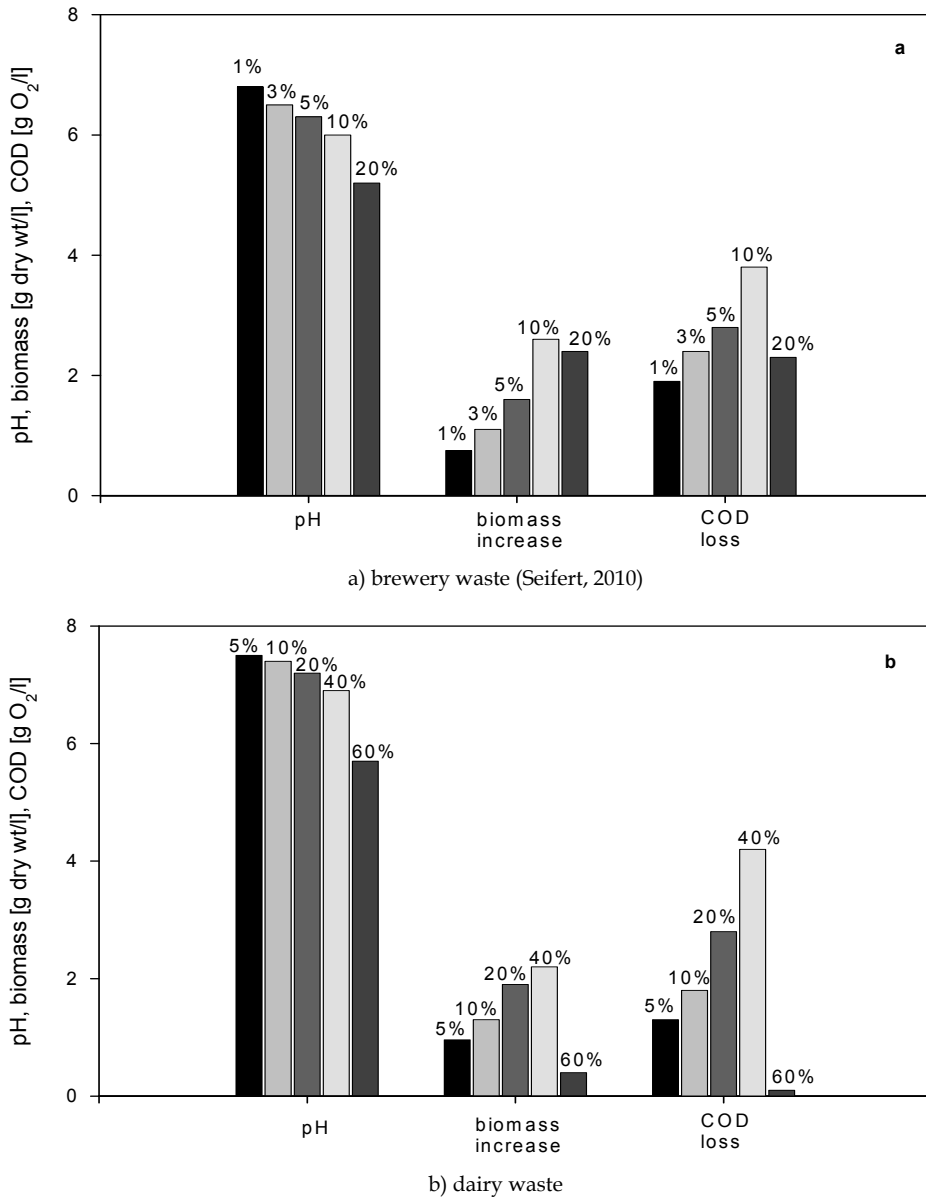 8
6
4
2
0
pH, biomass [g dry wt/l], COD [g O2/l]
a
1%
3%
5%
10%
20%
1%
3%
5%
10%
20%
1%
3%
5%
10%
20%
pH
biomass
increase
COD
loss
a) brewery waste (Seifert, 2010)
8
6
4
2
0
pH, biomass [g dry wt/l], COD [g O2/l]
b
5%
10%
20%
40%
60%
5%
10%
20%
40%
60%
5%
10%
20%
40%
60%
pH
biomass
increase
COD
loss
b) dairy waste